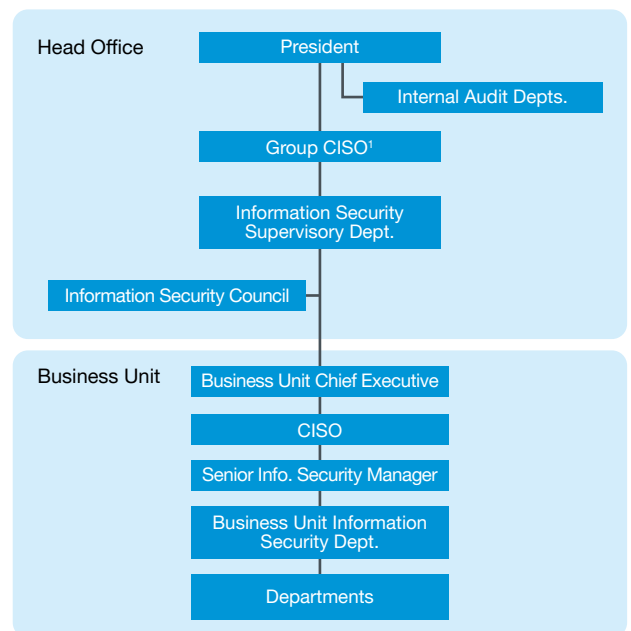 Head Office
President
Internal Audit Depts.
Group CISO¹
Information Security
Supervisory Dept.
Information Security Council
Business Unit
Business Unit Chief Executive
CISO
Senior Info. Security Manager
Business Unit Information
Security Dept.
Departments